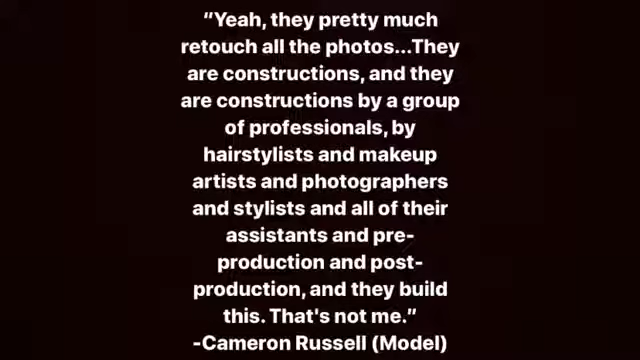 "Yeah, they pretty much
retouch all the photos...They
are constructions, and they
are constructions by a group
of professionals, by
hairstylists and makeup
artists and photographers
and stylists and all of their
assistants and pre-
production and post-
production, and they build
this. That's not me."
-Cameron Russell (Model)